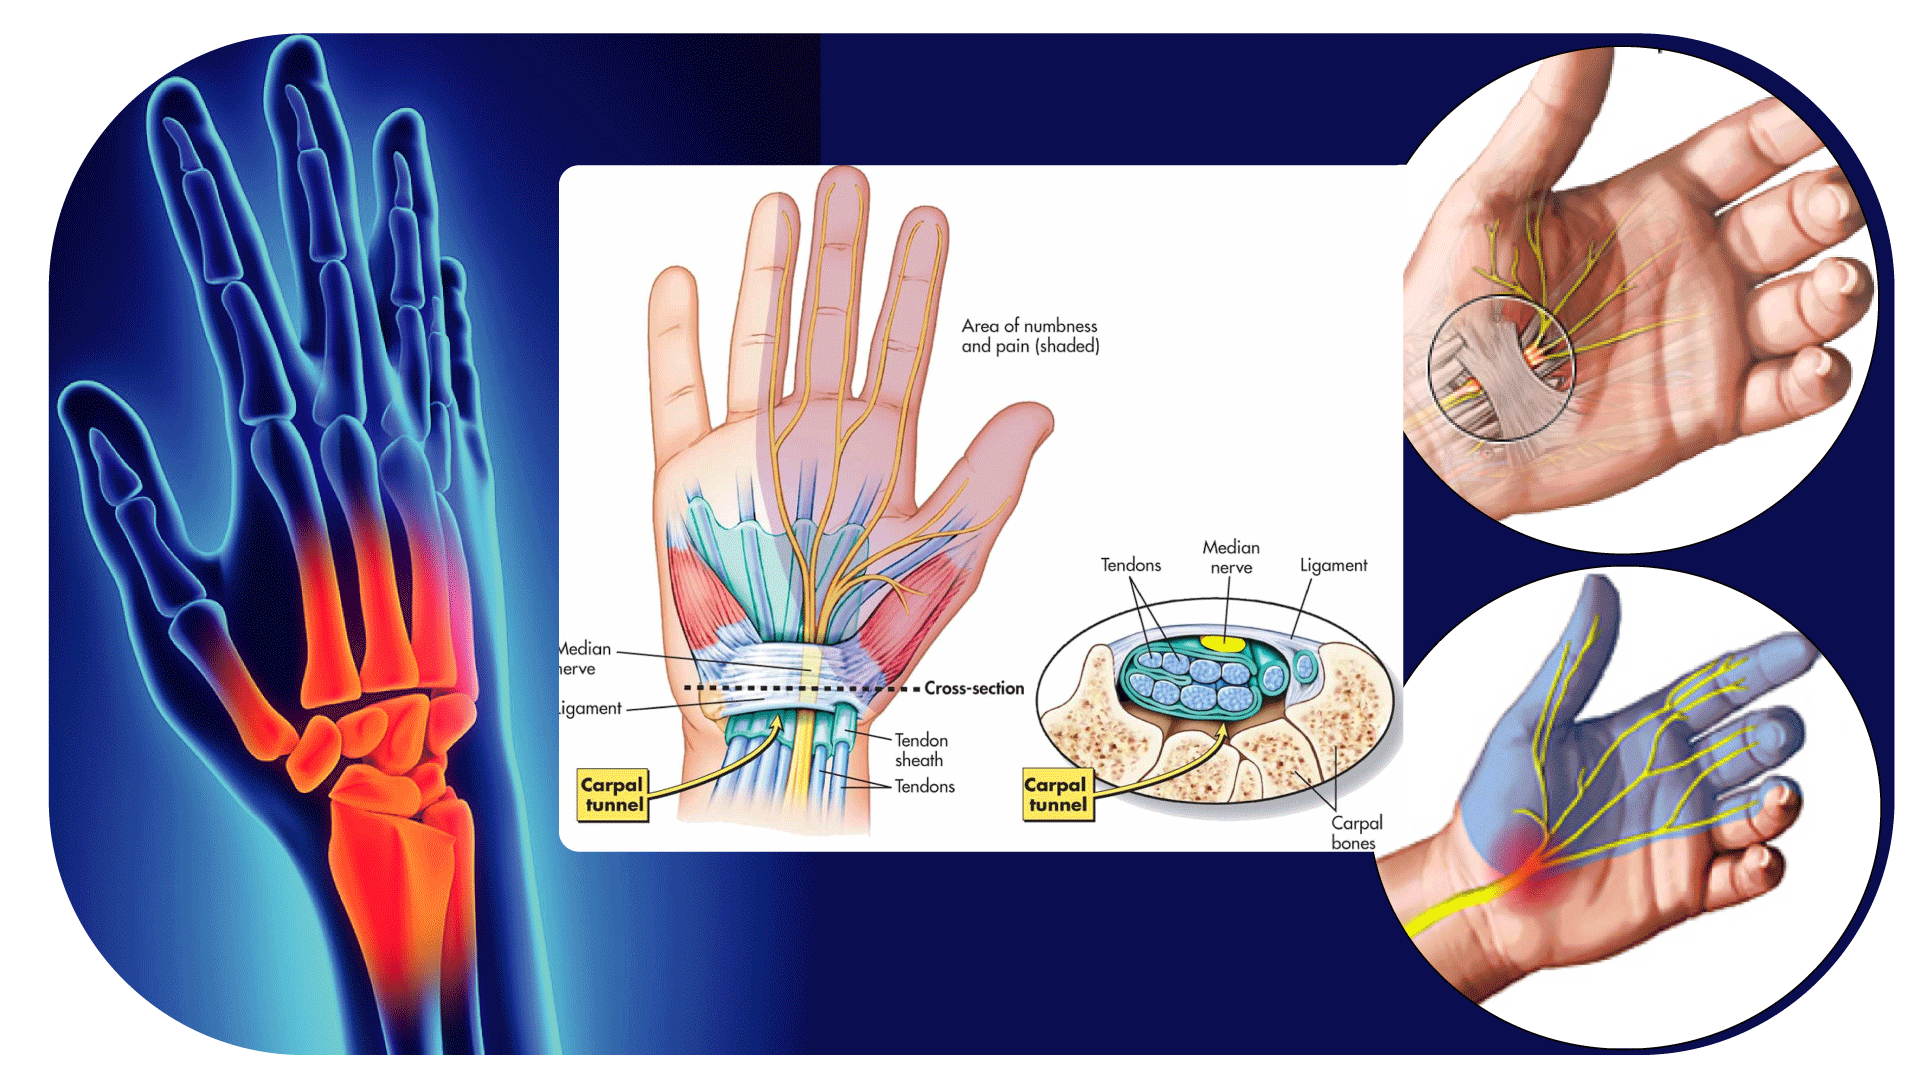 Area of numbness
and pain (shaded)
Median
nerve
Cross-section
Ligament
Tendon
sheath
Tendons
Carpal
tunnel
Tendons
Median
nerve
Ligament
Carpal
tunnel
Carpal
bones